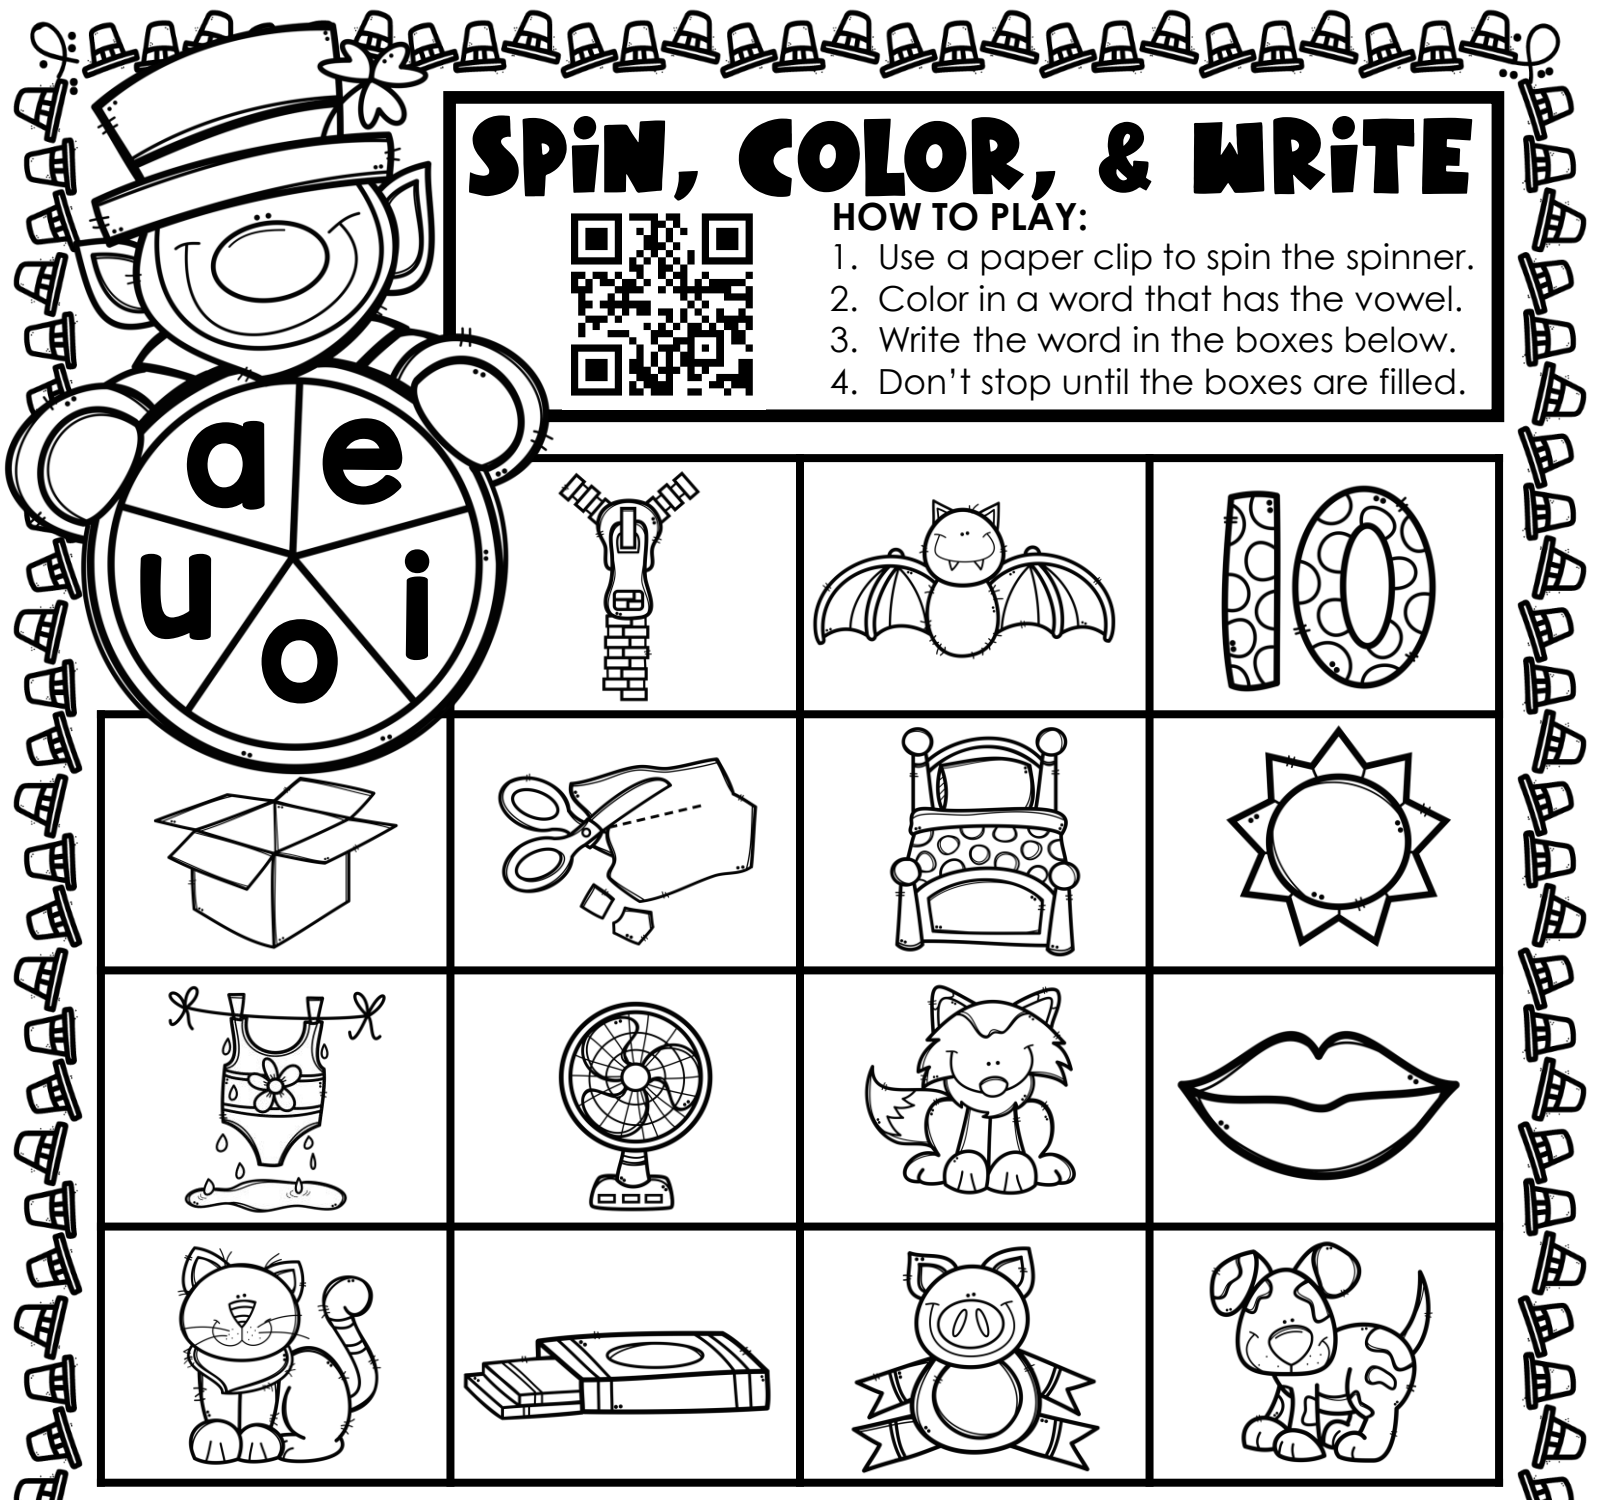 SPiN, COLOR, & WRiTE
HOW TO PLAY:
1. Use a paper clip to spin the spinner.
2. Color in a word that has the vowel.
3. Write the word in the boxes below.
4. Don't stop until the boxes are filled.
a e
u i
o
10